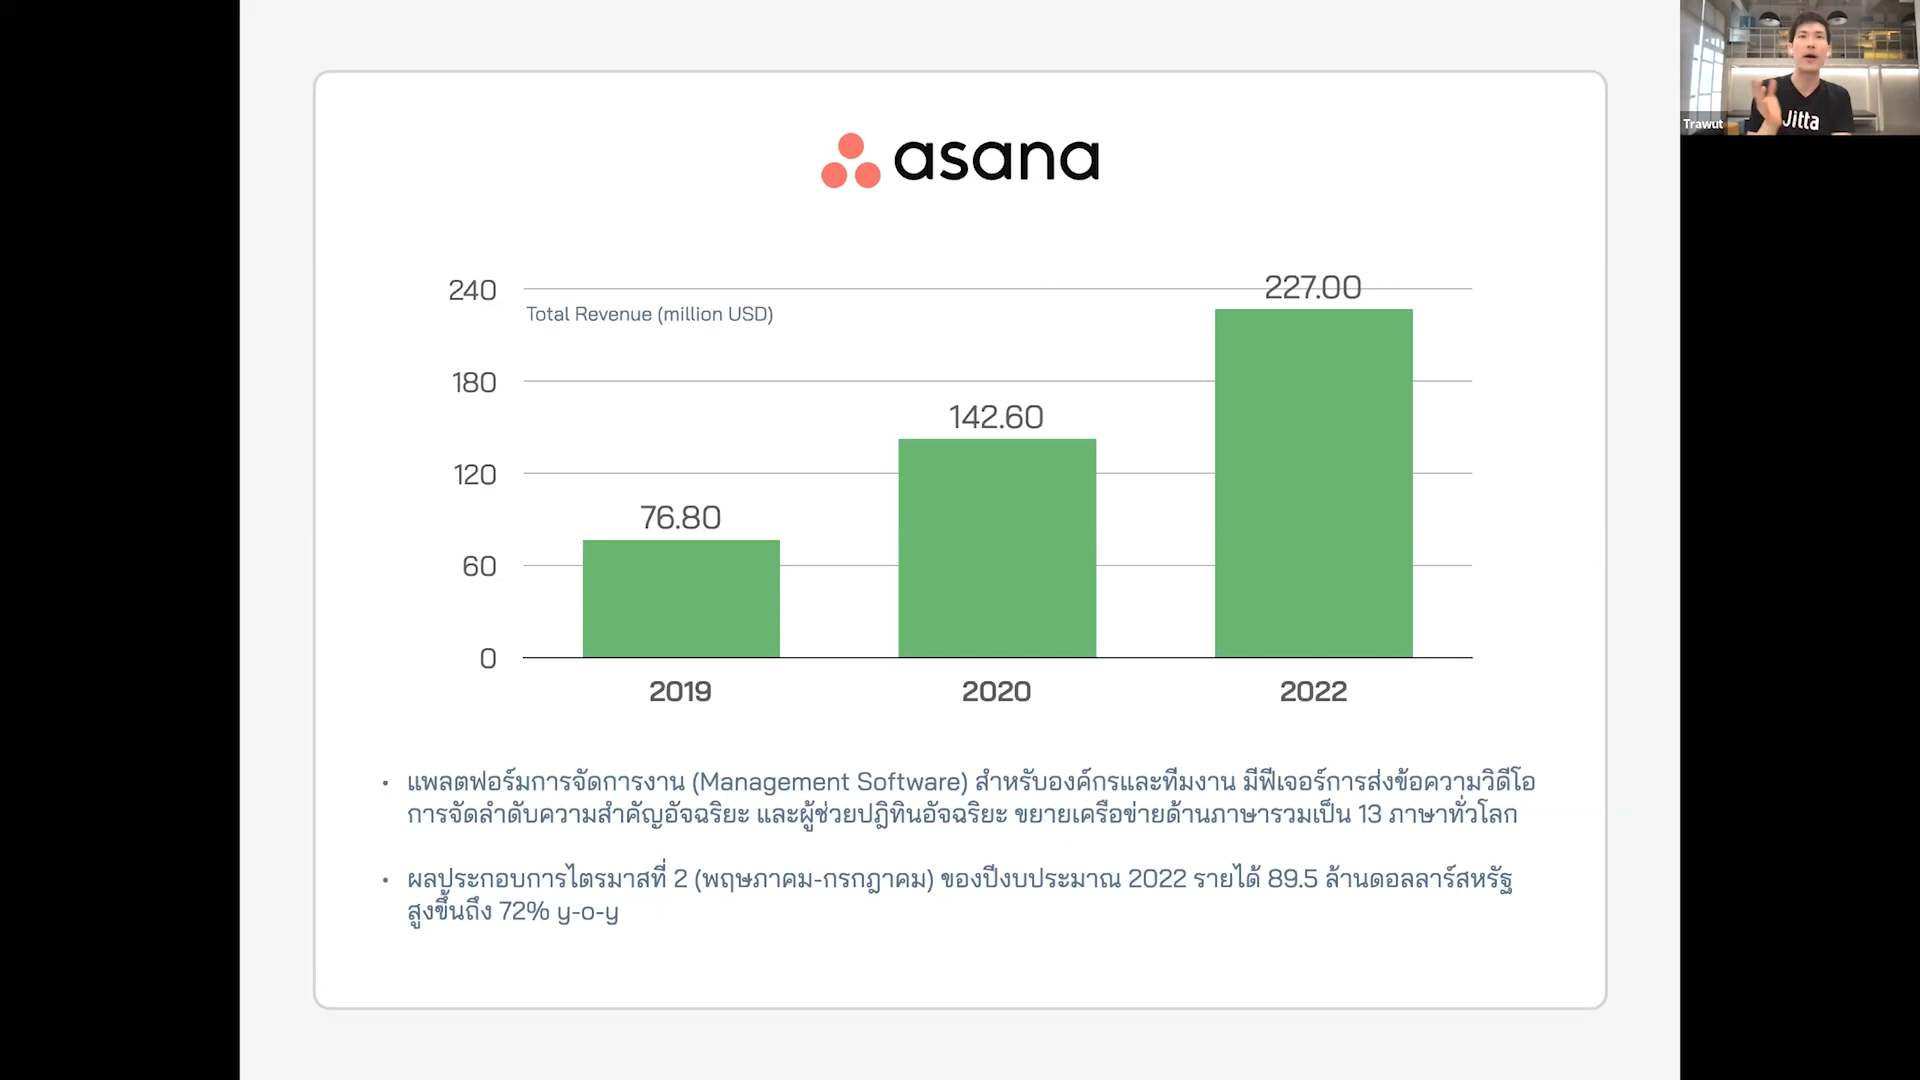 asana
240
180
120
60
0
Total Revenue (million USD)
76.80
142.60
227.00
2019
2020
2022
• แพลตฟอร์มการจัดการงาน (Management Software) สำหรับองค์กรและทีมงาน มีฟีเจอร์การส่งข้อความวิดีโอ
การจัดลำดับความสำคัญอัจฉริยะ และผู้ช่วยปฎิทินอัจฉริยะ ขยายเครือข่ายด้านภาษารวมเป็น 13 ภาษาทั่วโลก
• ผลประกอบการไตรมาสที่ 2 (พฤษภาคม-กรกฎาคม) ของปีงบประมาณ 2022 รายได้ 89.5 ล้านดอลลาร์สหรัฐ
สูงขึ้นถึง 72% y-o-y
Jitta
Trawut